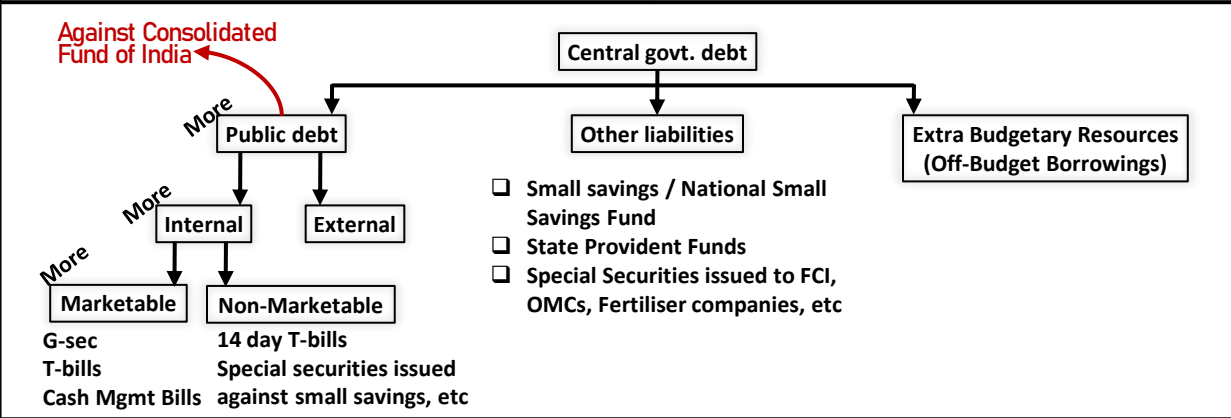 Against Consolidated
Fund of India
Central govt. debt
More
Public debt
Other liabilities
Extra Budgetary Resources
(Off-Budget Borrowings)
More
Internal
External
❑ Small savings / National Small
Savings Fund
❑ State Provident Funds
❑ Special Securities issued to FCI,
OMCs, Fertiliser companies, etc
More
Marketable
Non-Marketable
G-sec
T-bills
Cash Mgmt Bills
14 day T-bills
Special securities issued
against small savings, etc